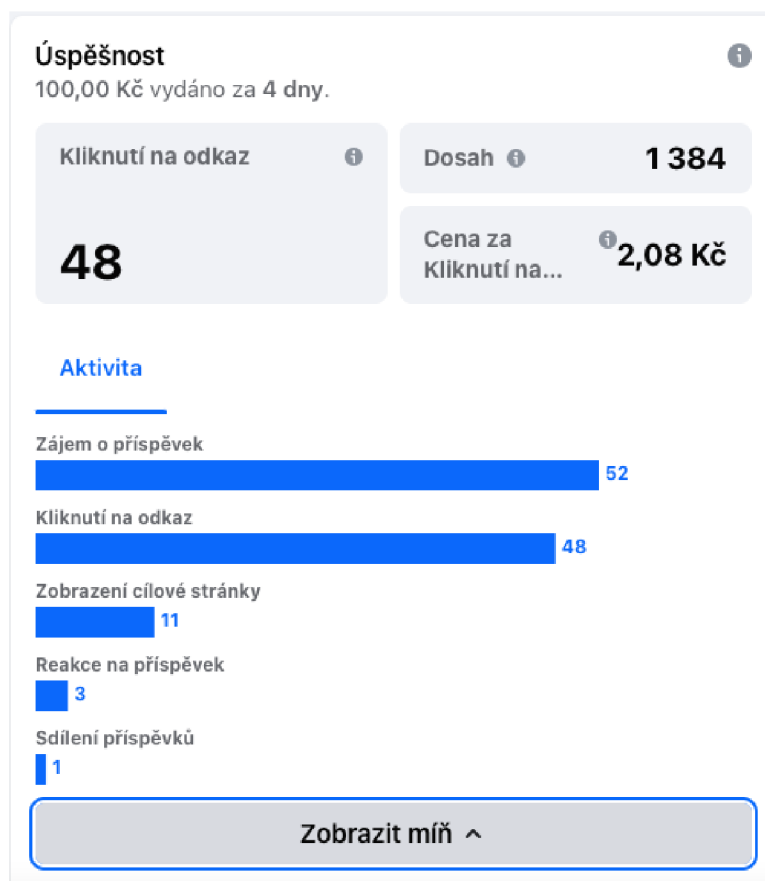 Úspěšnost
100,00 Kč vydáno za 4 dny.
Kliknutí na odkaz
48
Dosah
1 384
Cena za
Kliknutí na...
2,08 Kč
Aktivita
Zájem o příspěvek
52
Kliknutí na odkaz
48
Zobrazení cílové stránky
11
Reakce na příspěvek
3
Sdílení příspěvků
1
Zobrazit míň